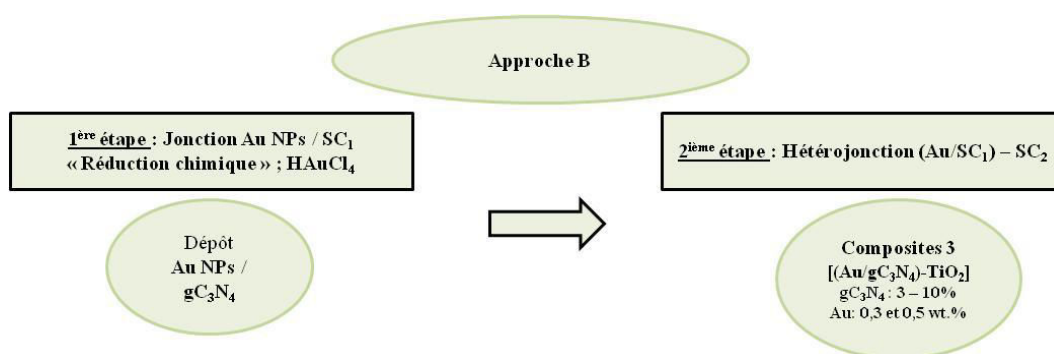 Approche B
1ère étape : Jonction Au NPs / SC₁
« Réduction chimique » ; HAuCl₄
2ième étape : Hétérojonction (Au/SC₁) – SC₂
Dépôt
Au NPs /
gC₃N₄
Composites 3
[(Au/gC₃N₄)-TiO₂]
gC₃N₄ : 3 – 10%
Au: 0,3 et 0,5 wt.%